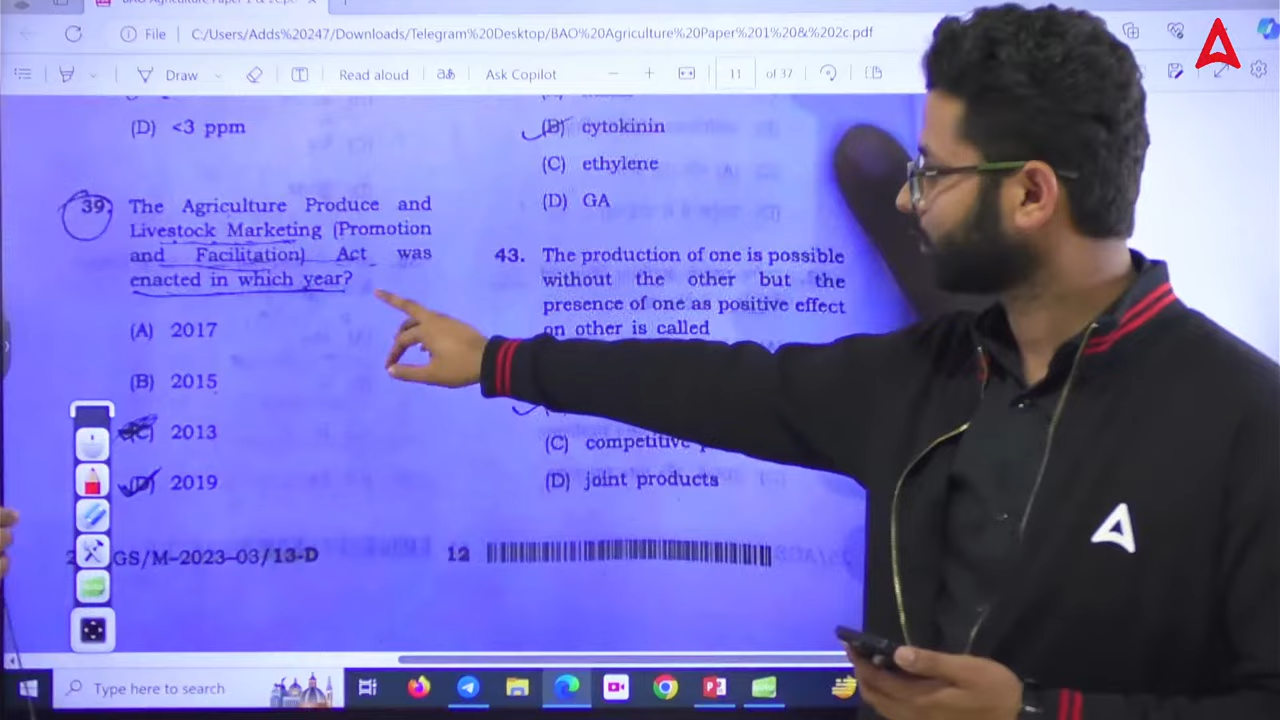 File
C:/Users/Adds%20247/Downloads/Telegram%20Desktop/BAO%20Agriculture%20Paper%201%20&%202c.pdf
Draw
Read aloud
Ask Copilot
11
of 37
(D) <3 ppm
39. The Agriculture Produce and
Livestock Marketing (Promotion
and Facilitation) Act was
enacted in which year?
(A) 2017
(B) 2015
(C) 2013
(D) 2019
(B) cytokinin
(C) ethylene
(D) GA
43. The production of one is possible
without the other but the
presence of one as positive effect
on other is called
(C) competitive
(D) joint products
GS/M-2023-03/13-D
12
Type here to search